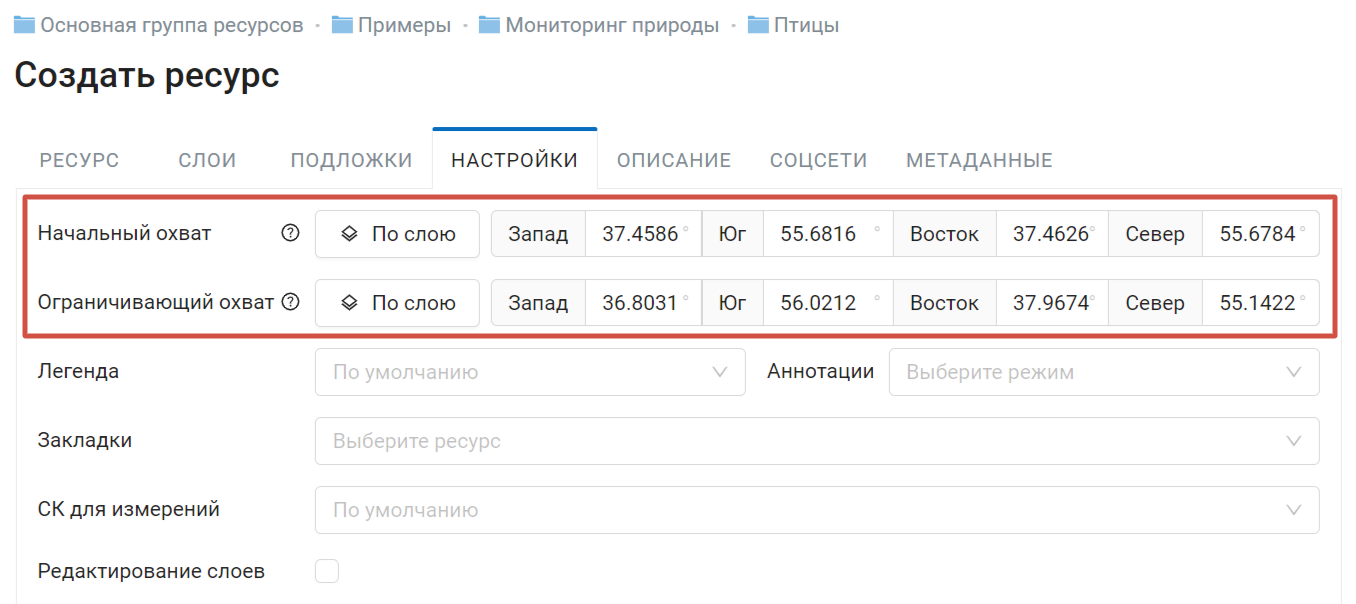 Основная группа ресурсов · Примеры · Мониторинг природы · Птицы
Создать ресурс
РЕСУРС СЛОИ ПОДЛОЖКИ НАСТРОЙКИ ОПИСАНИЕ СОЦСЕТИ МЕТАДАННЫЕ
Начальный охват ? По слою Запад 37.4586° Юг 55.6816° Восток 37.4626° Север 55.6784°
Ограничивающий охват ? По слою Запад 36.8031° Юг 56.0212° Восток 37.9674° Север 55.1422°
Легенда По умолчанию Аннотации Выберите режим
Закладки Выберите ресурс
СК для измерений По умолчанию
Редактирование слоев